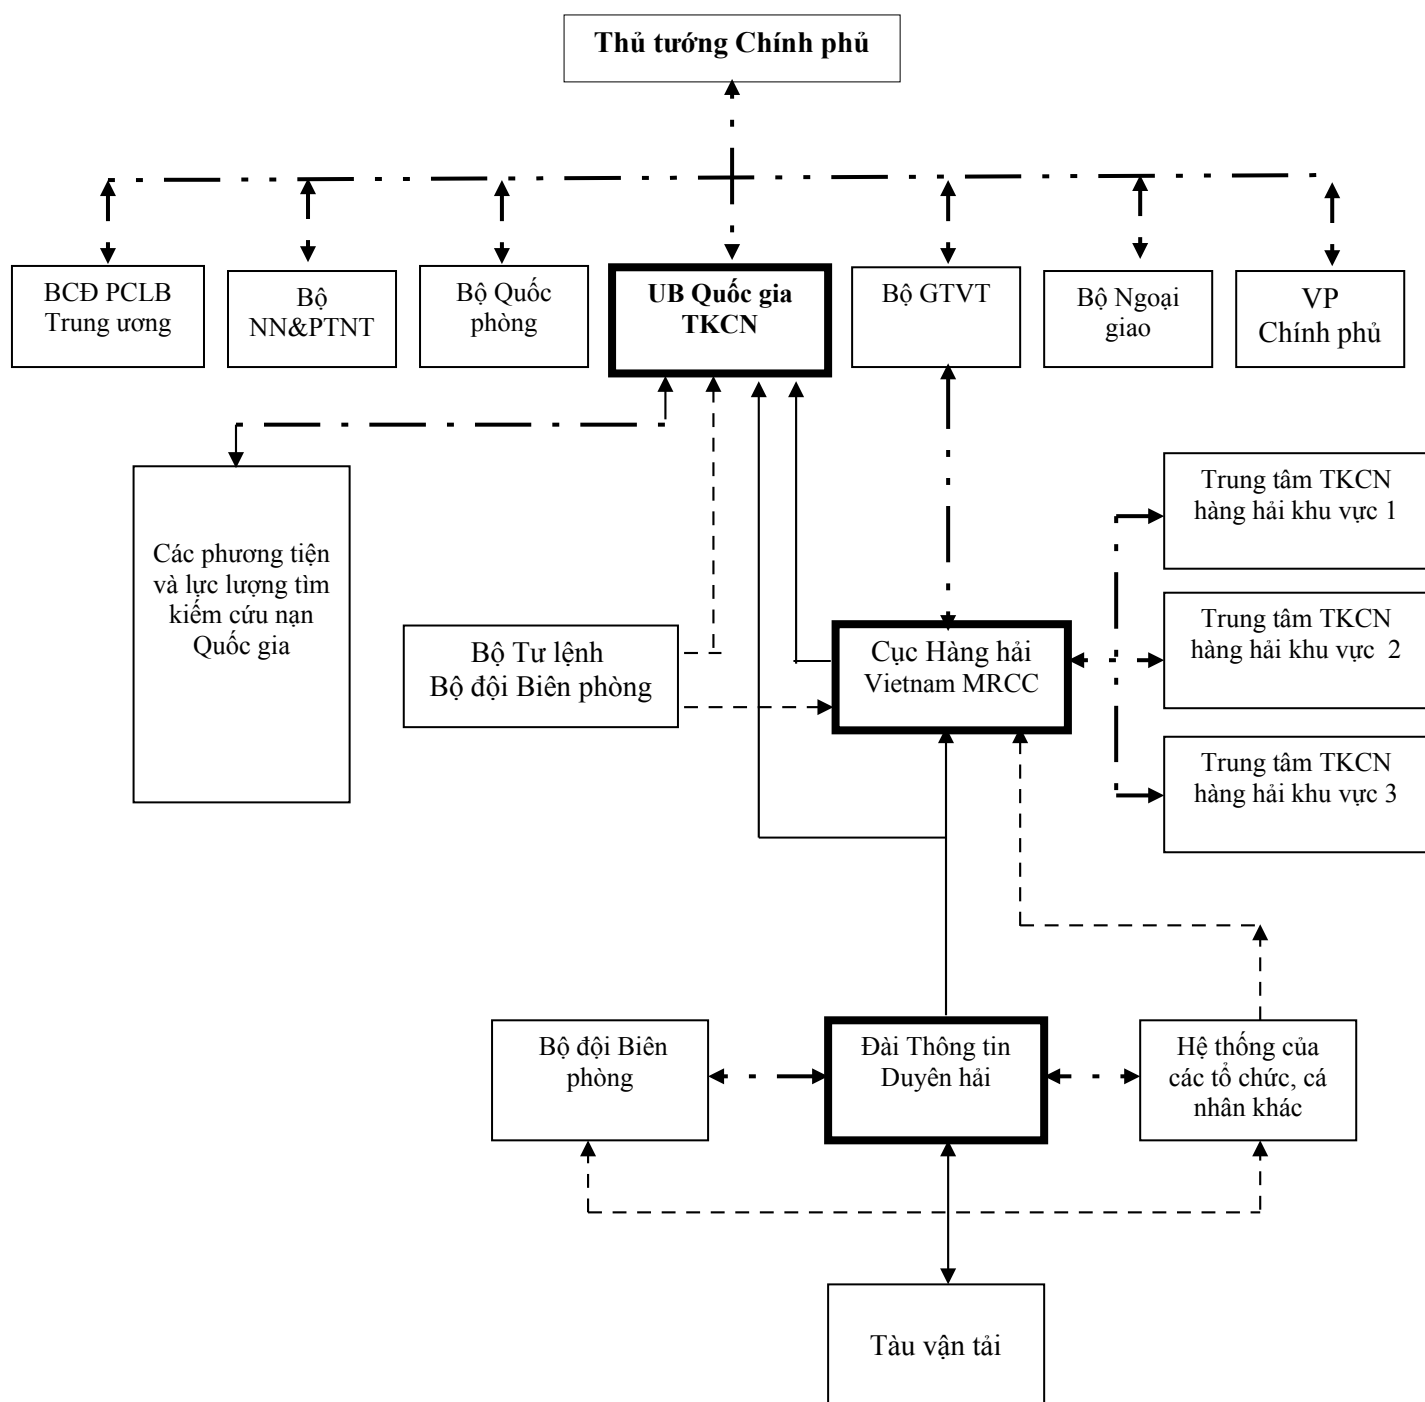 Thủ tướng Chính phủ
BCĐ PCLB
Trung ương
Bộ
NN&PTNT
Bộ Quốc
phòng
UB Quốc gia
TKCN
Bộ GTVT
Bộ Ngoại
giao
VP
Chính phủ
Các phương tiện
và lực lượng tìm
kiếm cứu nạn
Quốc gia
Bộ Tư lệnh
Bộ đội Biên phòng
Cục Hàng hải
Vietnam MRCC
Trung tâm TKCN
hàng hải khu vực 1
Trung tâm TKCN
hàng hải khu vực 2
Trung tâm TKCN
hàng hải khu vực 3
Bộ đội Biên
phòng
Đài Thông tin
Duyên hải
Hệ thống của
các tổ chức, cá
nhân khác
Tàu vận tải